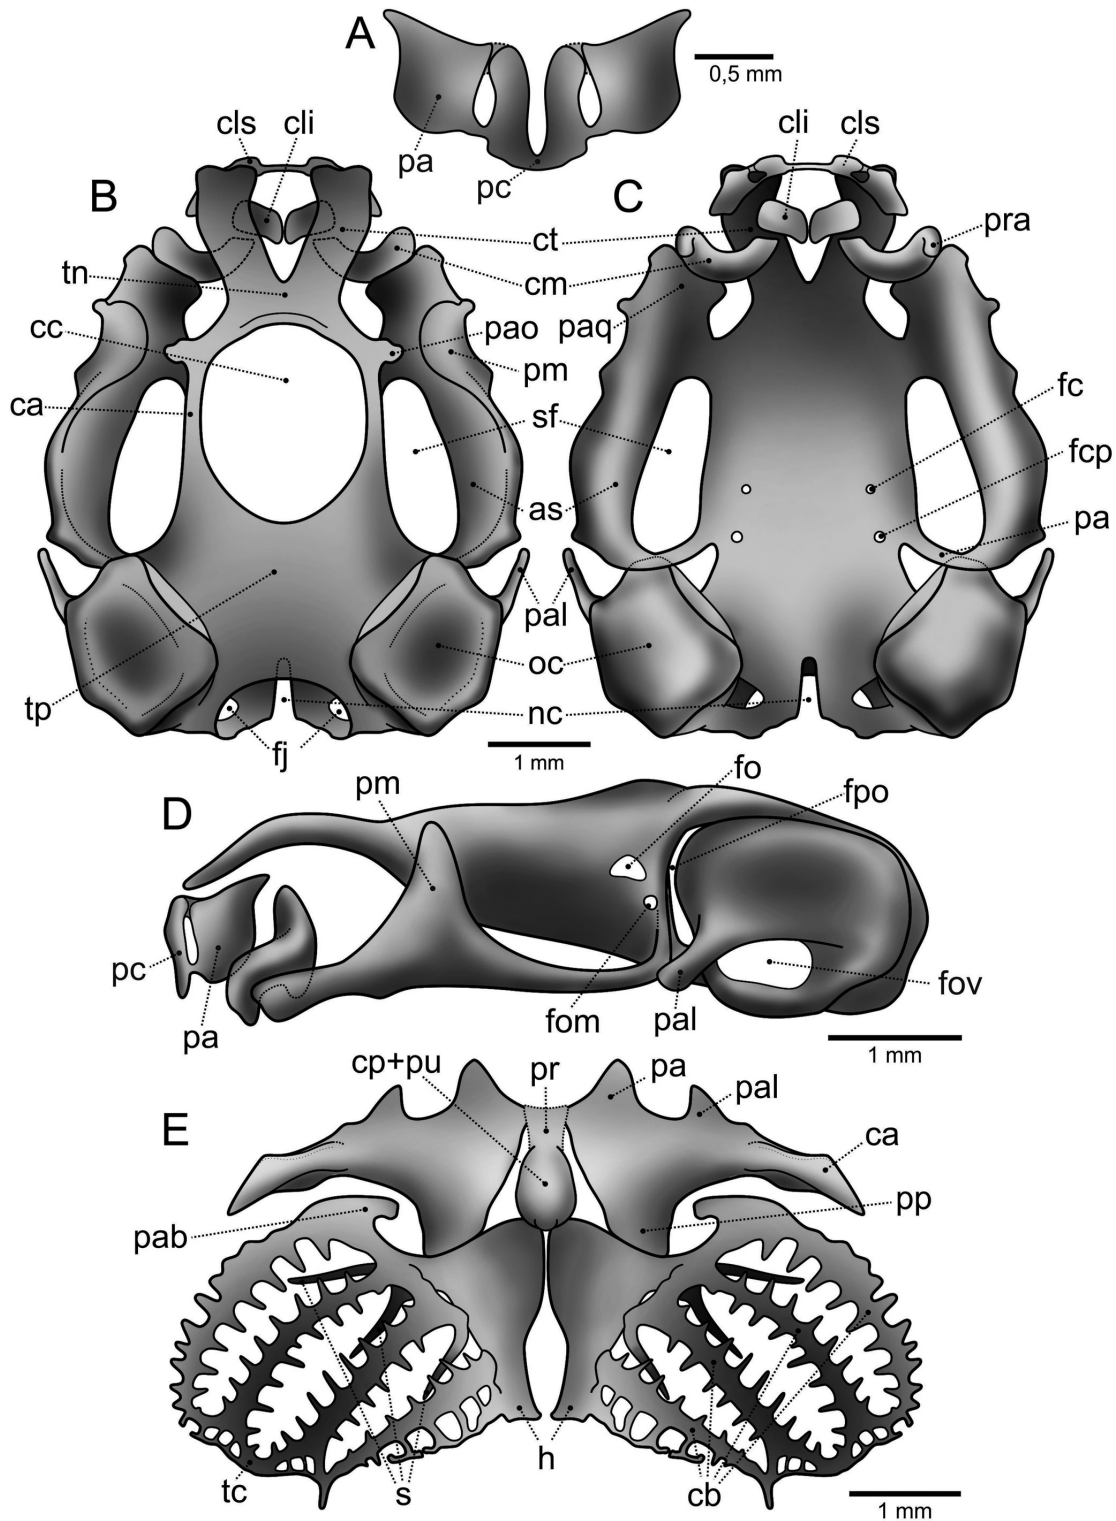 A
0,5 mm
pa
pc
cls cli
cli cls
B
C
ct
pra
cm
tn
cc
pao
paq
pm
ca
sf
fc
fcp
as
pa
pal
oc
tp
nc
fj
1 mm
D
pm
fo
fpo
pc
pa
fom
pal
fov
1 mm
E
cp+pu
pr
pa
pal
ca
pab
pp
tc
s
h
cb
1 mm